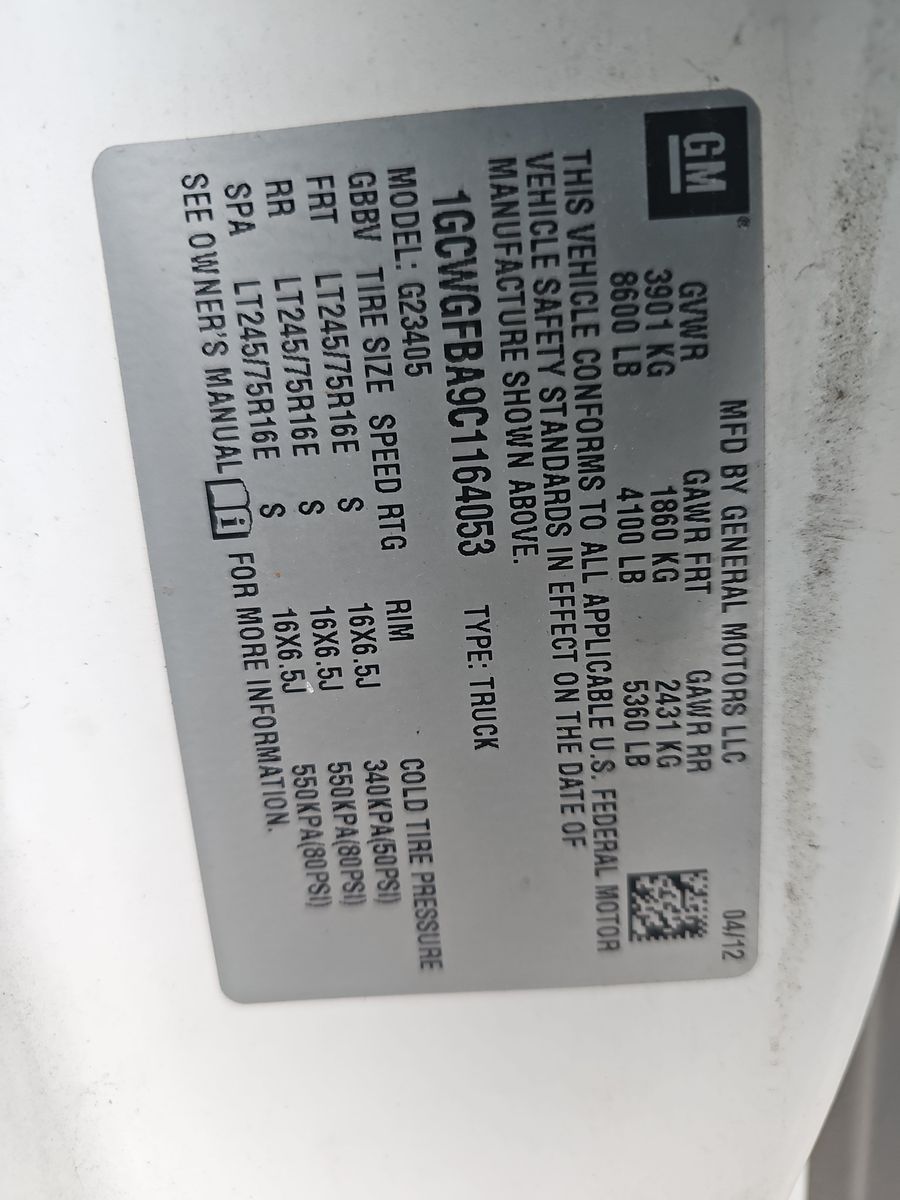 GM®
MFD BY GENERAL MOTORS LLC 04/12
GVWR GAWR FRT GAWR RR
3901 KG 1860 KG 2431 KG
8600 LB 4100 LB 5360 LB
THIS VEHICLE CONFORMS TO ALL APPLICABLE U.S. FEDERAL MOTOR
VEHICLE SAFETY STANDARDS IN EFFECT ON THE DATE OF
MANUFACTURE SHOWN ABOVE.
1GCWGFBA9C1164053 TYPE: TRUCK
MODEL: G23405
GBBV TIRE SIZE SPEED RTG RIM COLD TIRE PRESSURE
FRT LT245/75R16E S 16X6.5J 340KPA(50PSI)
RR LT245/75R16E S 16X6.5J 550KPA(80PSI)
SPA LT245/75R16E S 16X6.5J 550KPA(80PSI)
SEE OWNER'S MANUAL FOR MORE INFORMATION.